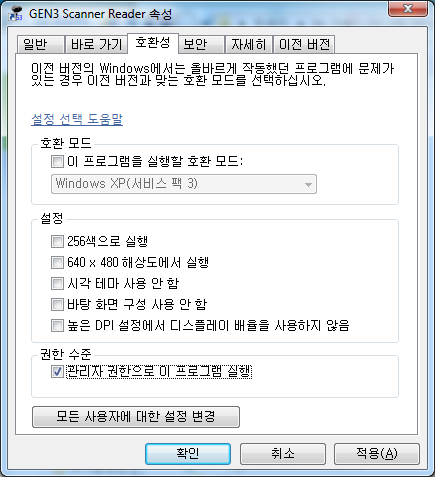 GEN3 Scanner Reader 속성
일반
바로 가기
호환성
보안
자세히
이전 버전
이전 버전의 Windows에서는 올바르게 작동했던 프로그램에 문제가
있는 경우 이전 버전과 맞는 호환 모드를 선택하십시오.
설정 선택 도움말
호환 모드
이 프로그램을 실행할 호환 모드:
Windows XP(서비스 팩 3)
설정
256색으로 실행
640 x 480 해상도에서 실행
시각 테마 사용 안 함
바탕 화면 구성 사용 안 함
높은 DPI 설정에서 디스플레이 배율을 사용하지 않음
권한 수준
관리자 권한으로 이 프로그램 실행
모든 사용자에 대한 설정 변경
확인
취소
적용(A)